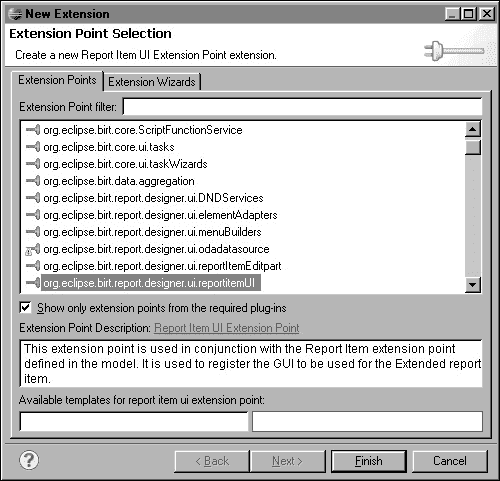 New Extension
Extension Point Selection
Create a new Report Item UI Extension Point extension.
Extension Points
Extension Wizards
Extension Point filter:
org.eclipse.birt.core.ScriptFunctionService
org.eclipse.birt.core.ui.tasks
org.eclipse.birt.core.ui.taskWizards
org.eclipse.birt.data.aggregation
org.eclipse.birt.report.designer.ui.DNDServices
org.eclipse.birt.report.designer.ui.elementAdapters
org.eclipse.birt.report.designer.ui.menuBuilders
org.eclipse.birt.report.designer.ui.odadatasource
org.eclipse.birt.report.designer.ui.reportItemEditpart
org.eclipse.birt.report.designer.ui.reportitemUI
Show only extension points from the required plug-ins
Extension Point Description: Report Item UI Extension Point
This extension point is used in conjunction with the Report Item extension point
defined in the model. It is used to register the GUI to be used for the Extended report
item.
Available templates for report item ui extension point:
?
< Back
Next >
Finish
Cancel